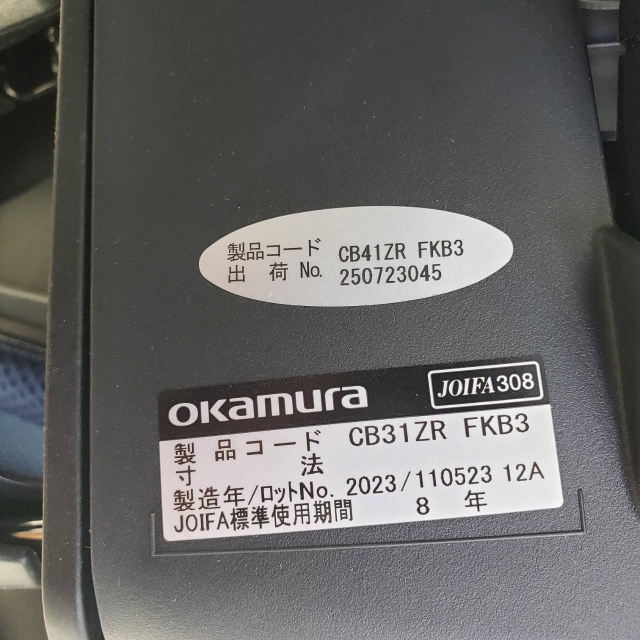 製品コード CB41ZR FKB3
出荷No. 250723045
okamura JOIFA308
製品コード CB31ZR FKB3
寸法
製造年/ロットNo. 2023/110523 12A
JOIFA標準使用期間 8 年